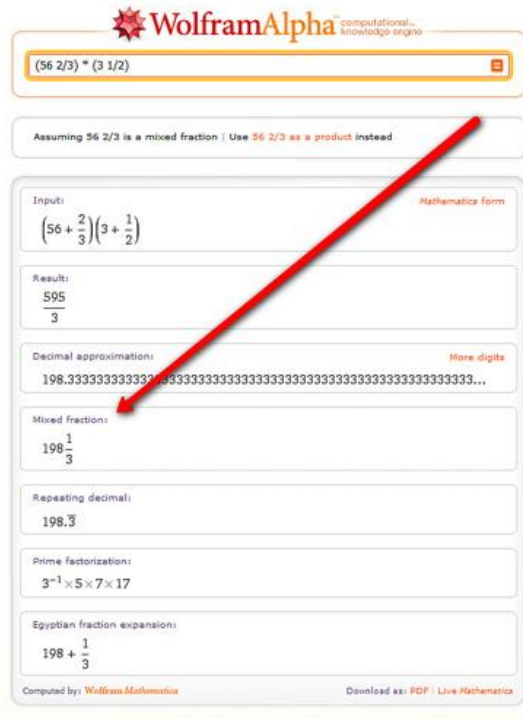 WolframAlpha computational... knowledge engine
(56 2/3) * (3 1/2)
Assuming 56 2/3 is a mixed fraction | Use 56 2/3 as a product instead
Input: Mathematica form
(56 + 2/3)(3 + 1/2)
Result:
595/3
Decimal approximation: More digits
198.3333333333333333333333333333333333333333333333333333333333...
Mixed fraction:
198 1/3
Repeating decimal:
198.3̅
Prime factorization:
3⁻¹×5×7×17
Egyptian fraction expansion:
198 + 1/3
Computed by: Wolfram Mathematica Download as: PDF | Live Mathematica